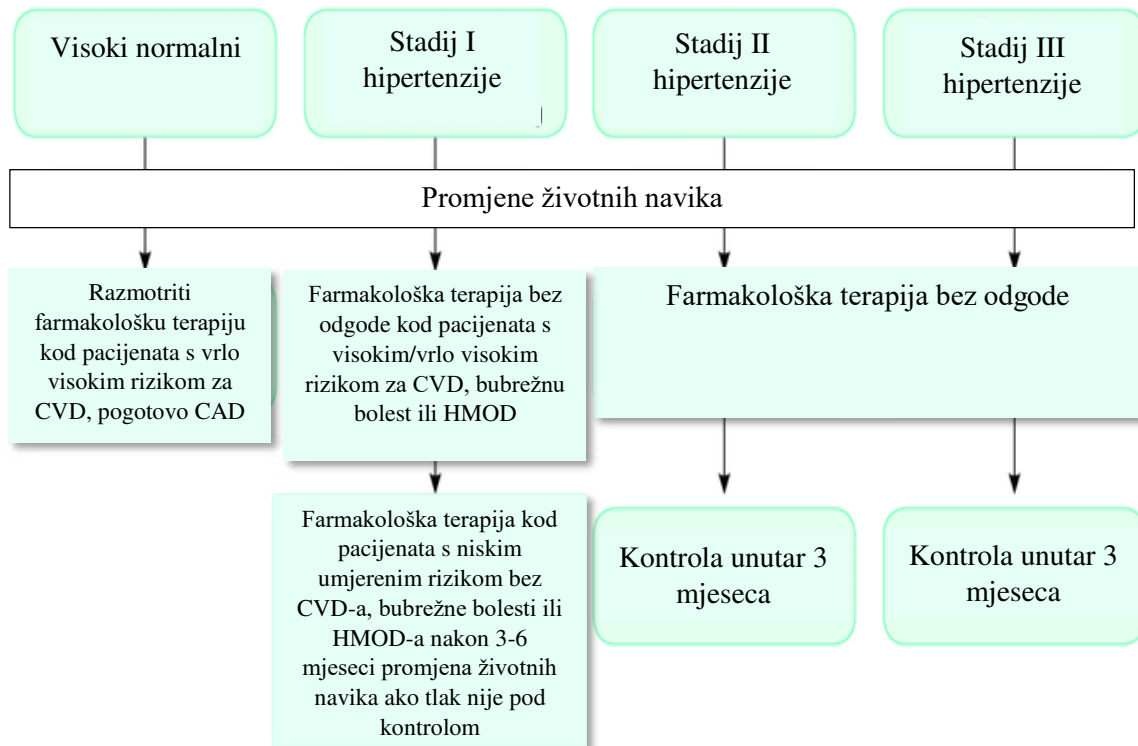 Visoki normalni
Stadij I
hipertenzije
Stadij II
hipertenzije
Stadij III
hipertenzije
Promjene životnih navika
Razmotriti
farmakološku terapiju
kod pacijenata s vrlo
visokim rizikom za
CVD, pogotovo CAD
Farmakološka terapija bez
odgode kod pacijenata s
visokim/vrlo visokim
rizikom za CVD, bubrežnu
bolest ili HMOD
Farmakološka terapija bez odgode
Farmakološka terapija kod
pacijenata s niskim
umjerenim rizikom bez
CVD-a, bubrežne bolesti ili
HMOD-a nakon 3-6
mjeseci promjena životnih
navika ako tlak nije pod
kontrolom
Kontrola unutar 3
mjeseca
Kontrola unutar 3
mjeseca